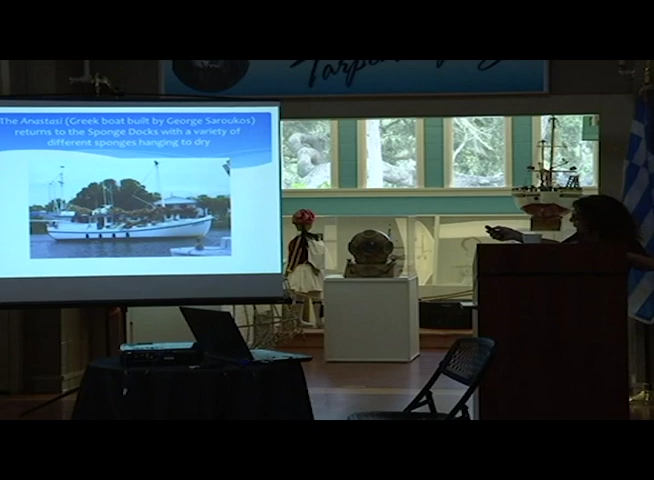 Tarpon
The Anastasi (Greek boat built by George Saroukos)
returns to the Sponge Docks with a variety of
different sponges hanging to dry